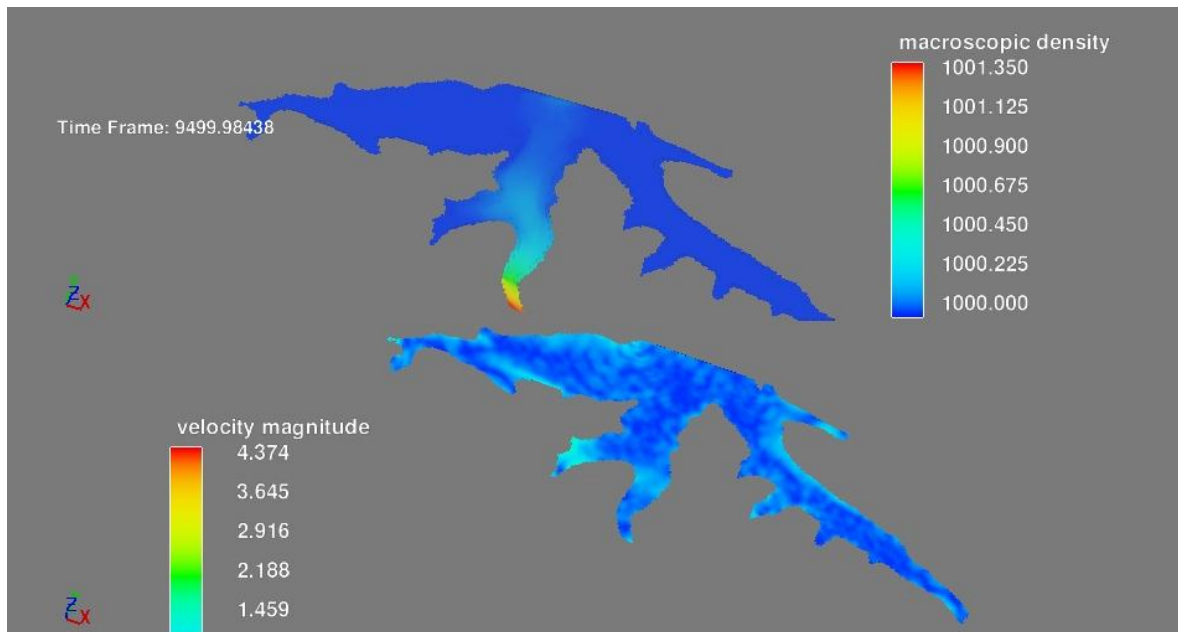 macroscopic density
1001.350
1001.125
1000.900
1000.675
1000.450
1000.225
1000.000
Time Frame: 9499.98438
Z
X
velocity magnitude
4.374
3.645
2.916
2.188
1.459
Z
X